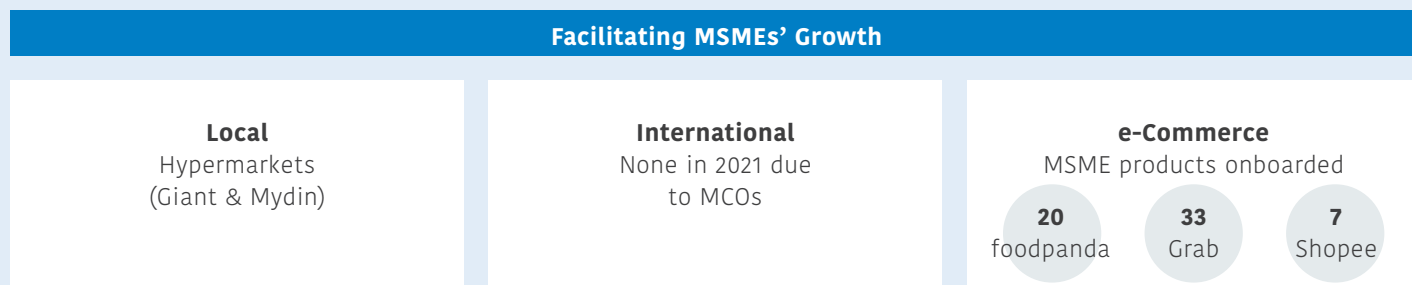 Facilitating MSMEs’ Growth
Local
Hypermarkets
(Giant & Mydin)
International
None in 2021 due
to MCOs
e-Commerce
MSME products onboarded
20
foodpanda
33
Grab
7
Shopee